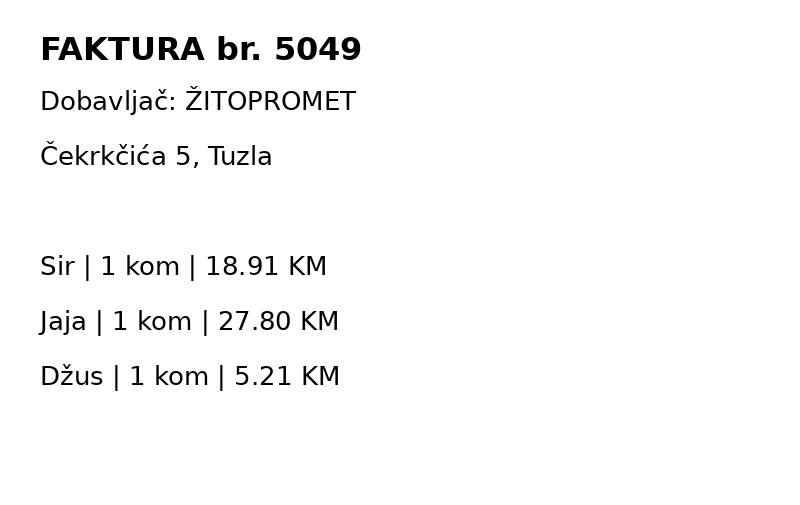 FAKTURA br. 5049
Dobavljač: ŽITOPROMET
Čekrkčića 5, Tuzla
Sir | 1 kom | 18.91 KM
Jaja | 1 kom | 27.80 KM
Džus | 1 kom | 5.21 KM